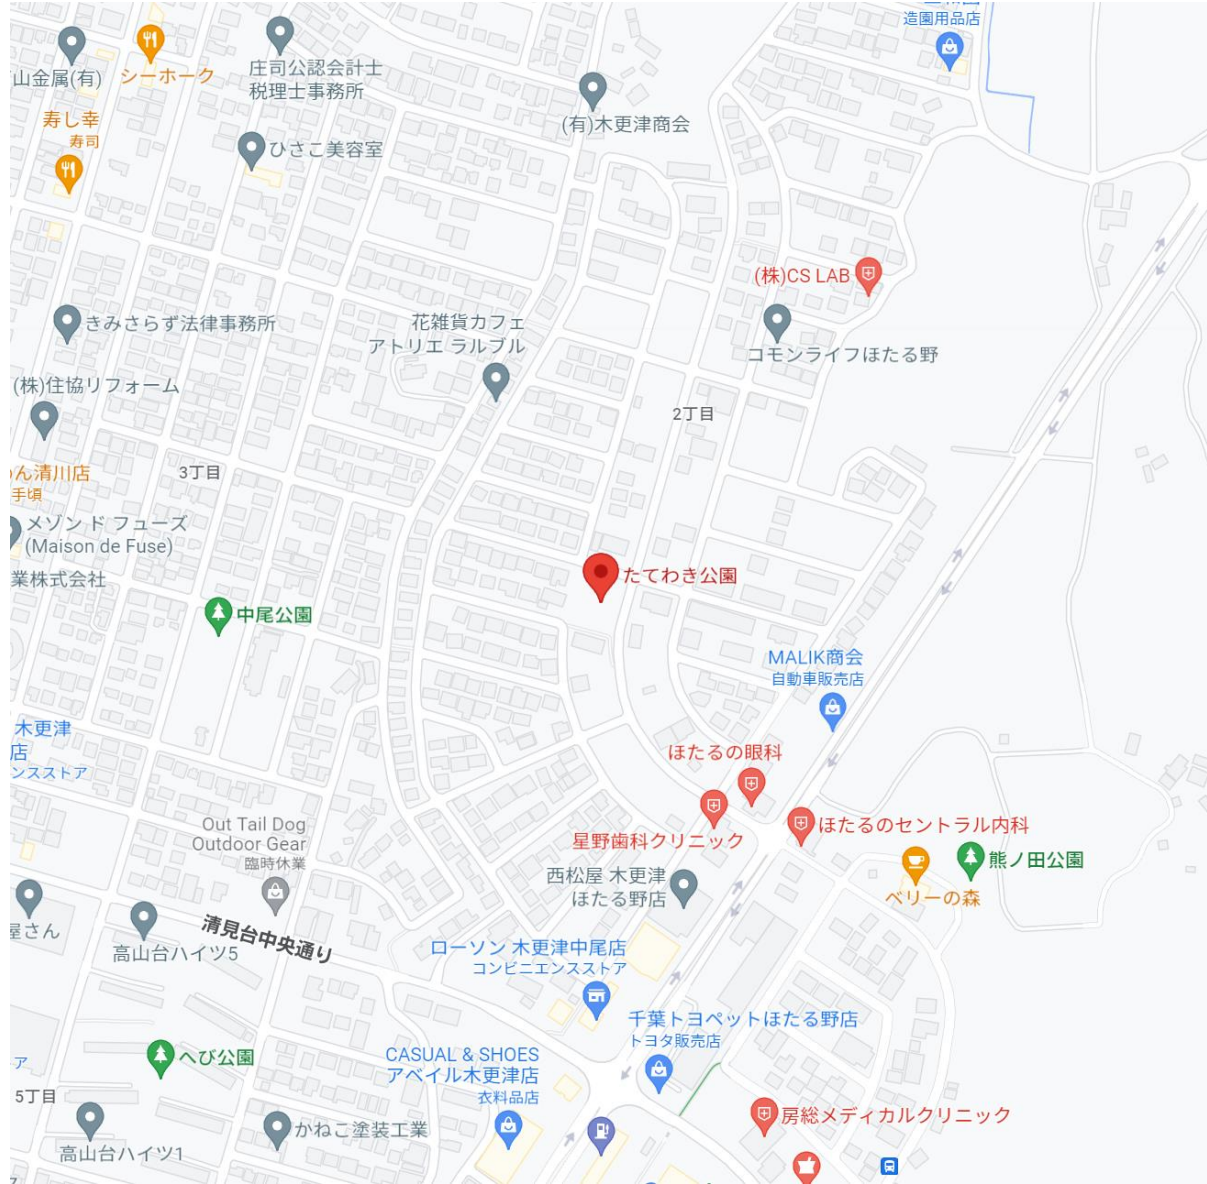 造園用品店
山金属(有)
シーホーク
庄司公認会計士
税理士事務所
(有)木更津商会
寿し幸
寿司
ひさこ美容室
(株)CS LAB
きみさらず法律事務所
花雑貨カフェ
アトリエ ラルブル
コモンライフほたる野
(株)住協リフォーム
2丁目
3丁目
ん清川店
手頃
メゾン ド フューズ
(Maison de Fuse)
業株式会社
たてわき公園
中尾公園
MALIK商会
自動車販売店
木更津
店
ンスストア
ほたるの眼科
Out Tail Dog
Outdoor Gear
臨時休業
星野歯科クリニック
ほたるのセントラル内科
熊ノ田公園
西松屋 木更津
ほたる野店
ベリーの森
屋さん
高山台ハイツ5
清見台中央通り
ローソン 木更津中尾店
コンビニエンスストア
千葉トヨペットほたる野店
トヨタ販売店
へび公園
CASUAL & SHOES
アベイル木更津店
衣料品店
ア
5丁目
高山台ハイツ1
かねこ塗装工業
房総メディカルクリニック